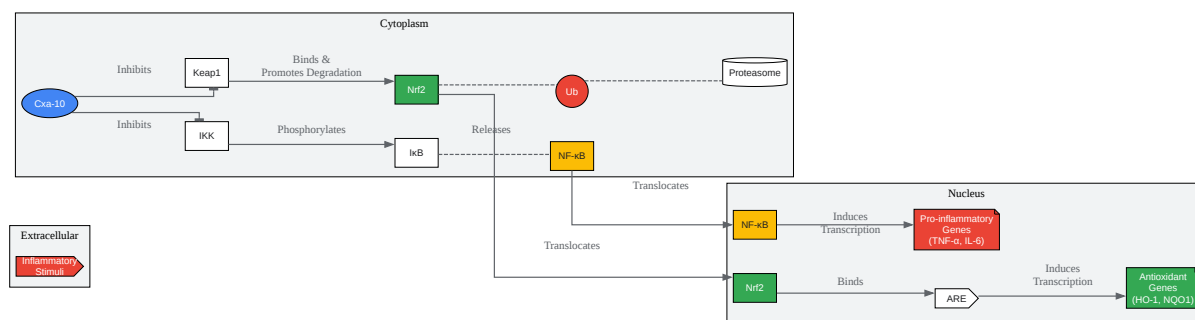 Cytoplasm
Inhibits
Keap1
Binds &
Promotes Degradation
Nrf2
Ub
Proteasome
Cxa-10
Inhibits
IKK
Phosphorylates
IκB
Releases
NF-κB
Translocates
Extracellular
Inflammatory
Stimuli
Translocates
Nucleus
NF-κB
Induces
Transcription
Pro-inflammatory
Genes
(TNF-α, IL-6)
Nrf2
Binds
ARE
Induces
Transcription
Antioxidant
Genes
(HO-1, NQO1)